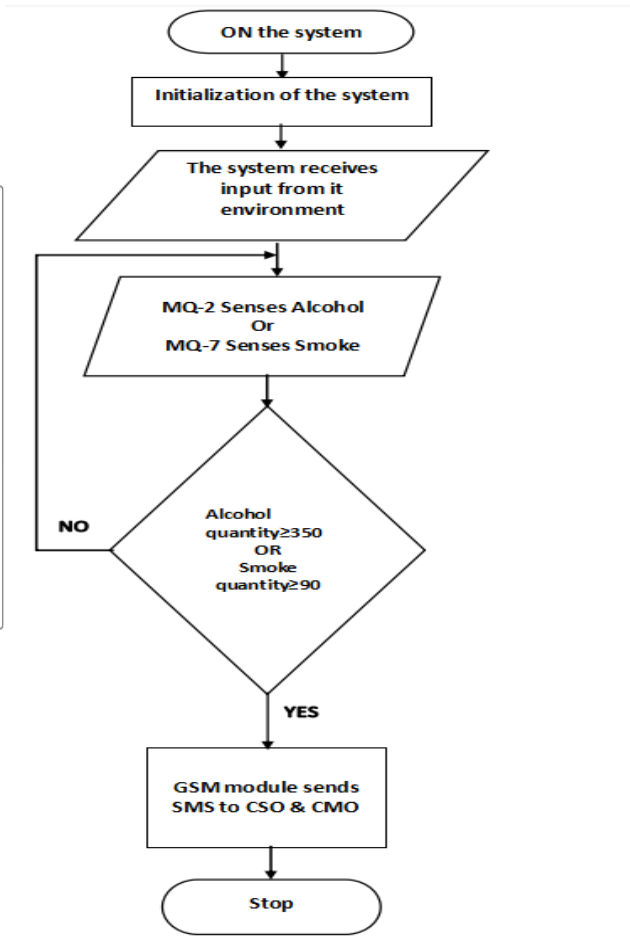 ON the system
Initialization of the system
The system receives
input from it
environment
MQ-2 Senses Alcohol
Or
MQ-7 Senses Smoke
Alcohol
quantity≥350
OR
Smoke
quantity≥90
NO
YES
GSM module sends
SMS to CSO & CMO
Stop